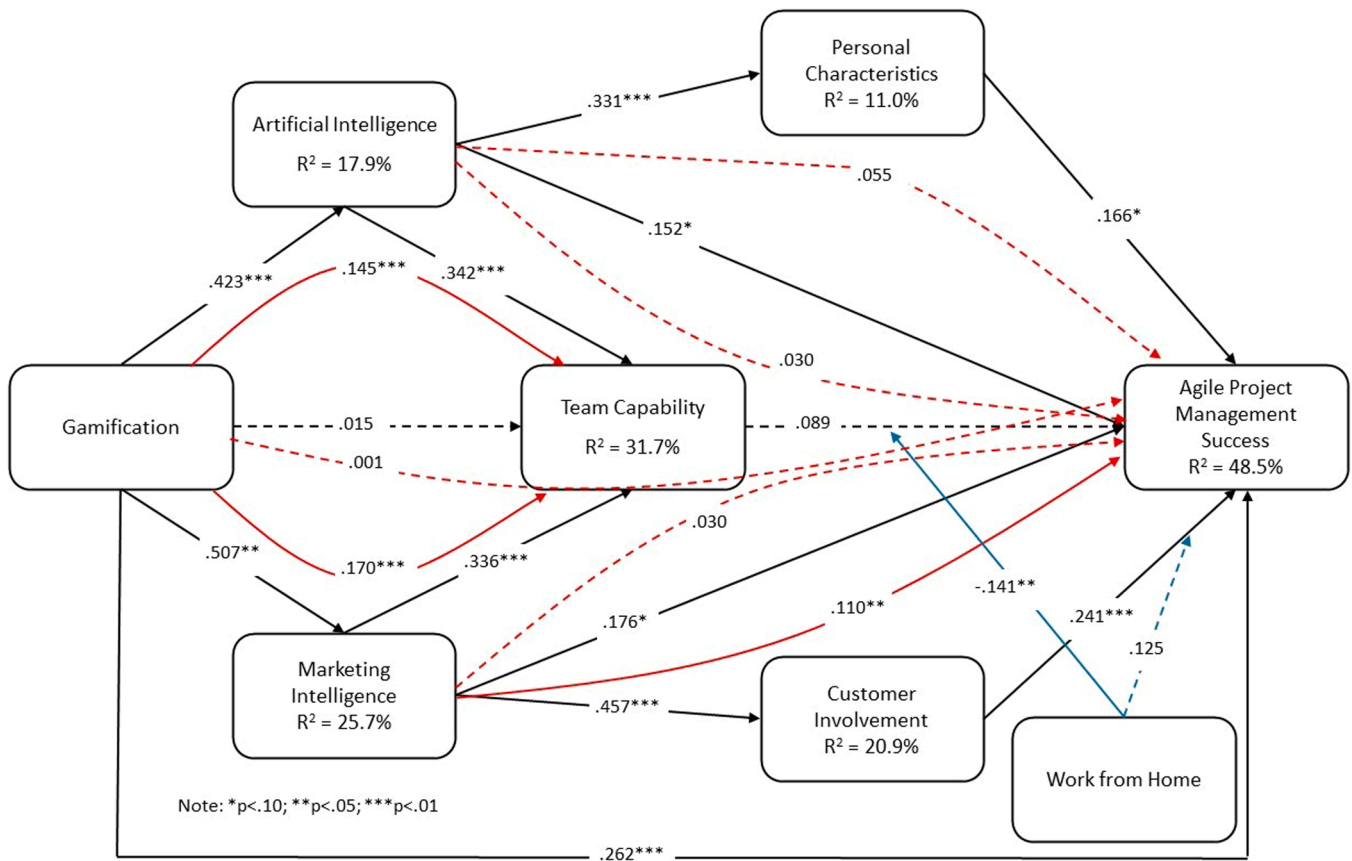 Personal
Characteristics
R² = 11.0%
Artificial Intelligence
R² = 17.9%
.331***
.055
.152*
.166*
.423***
.145***
.342***
.030
Gamification
.015
.001
Team Capability
R² = 31.7%
.089
Agile Project
Management
Success
R² = 48.5%
.507**
.170***
.336***
.030
-.141**
.176*
.110**
.241***
.125
Marketing
Intelligence
R² = 25.7%
.457***
Customer
Involvement
R² = 20.9%
Work from Home
Note: *p<.10; **p<.05; ***p<.01
.262***